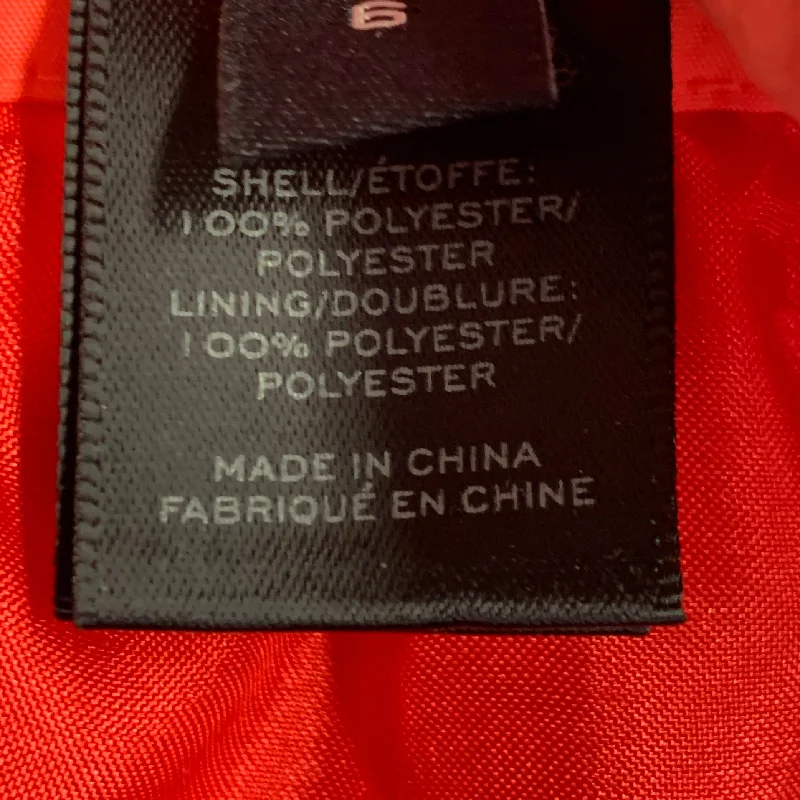 6
SHELL/ÉTOFFE:
100% POLYESTER/
POLYESTER
LINING/DOUBLURE:
100% POLYESTER/
POLYESTER
MADE IN CHINA
FABRIQUÉ EN CHINE